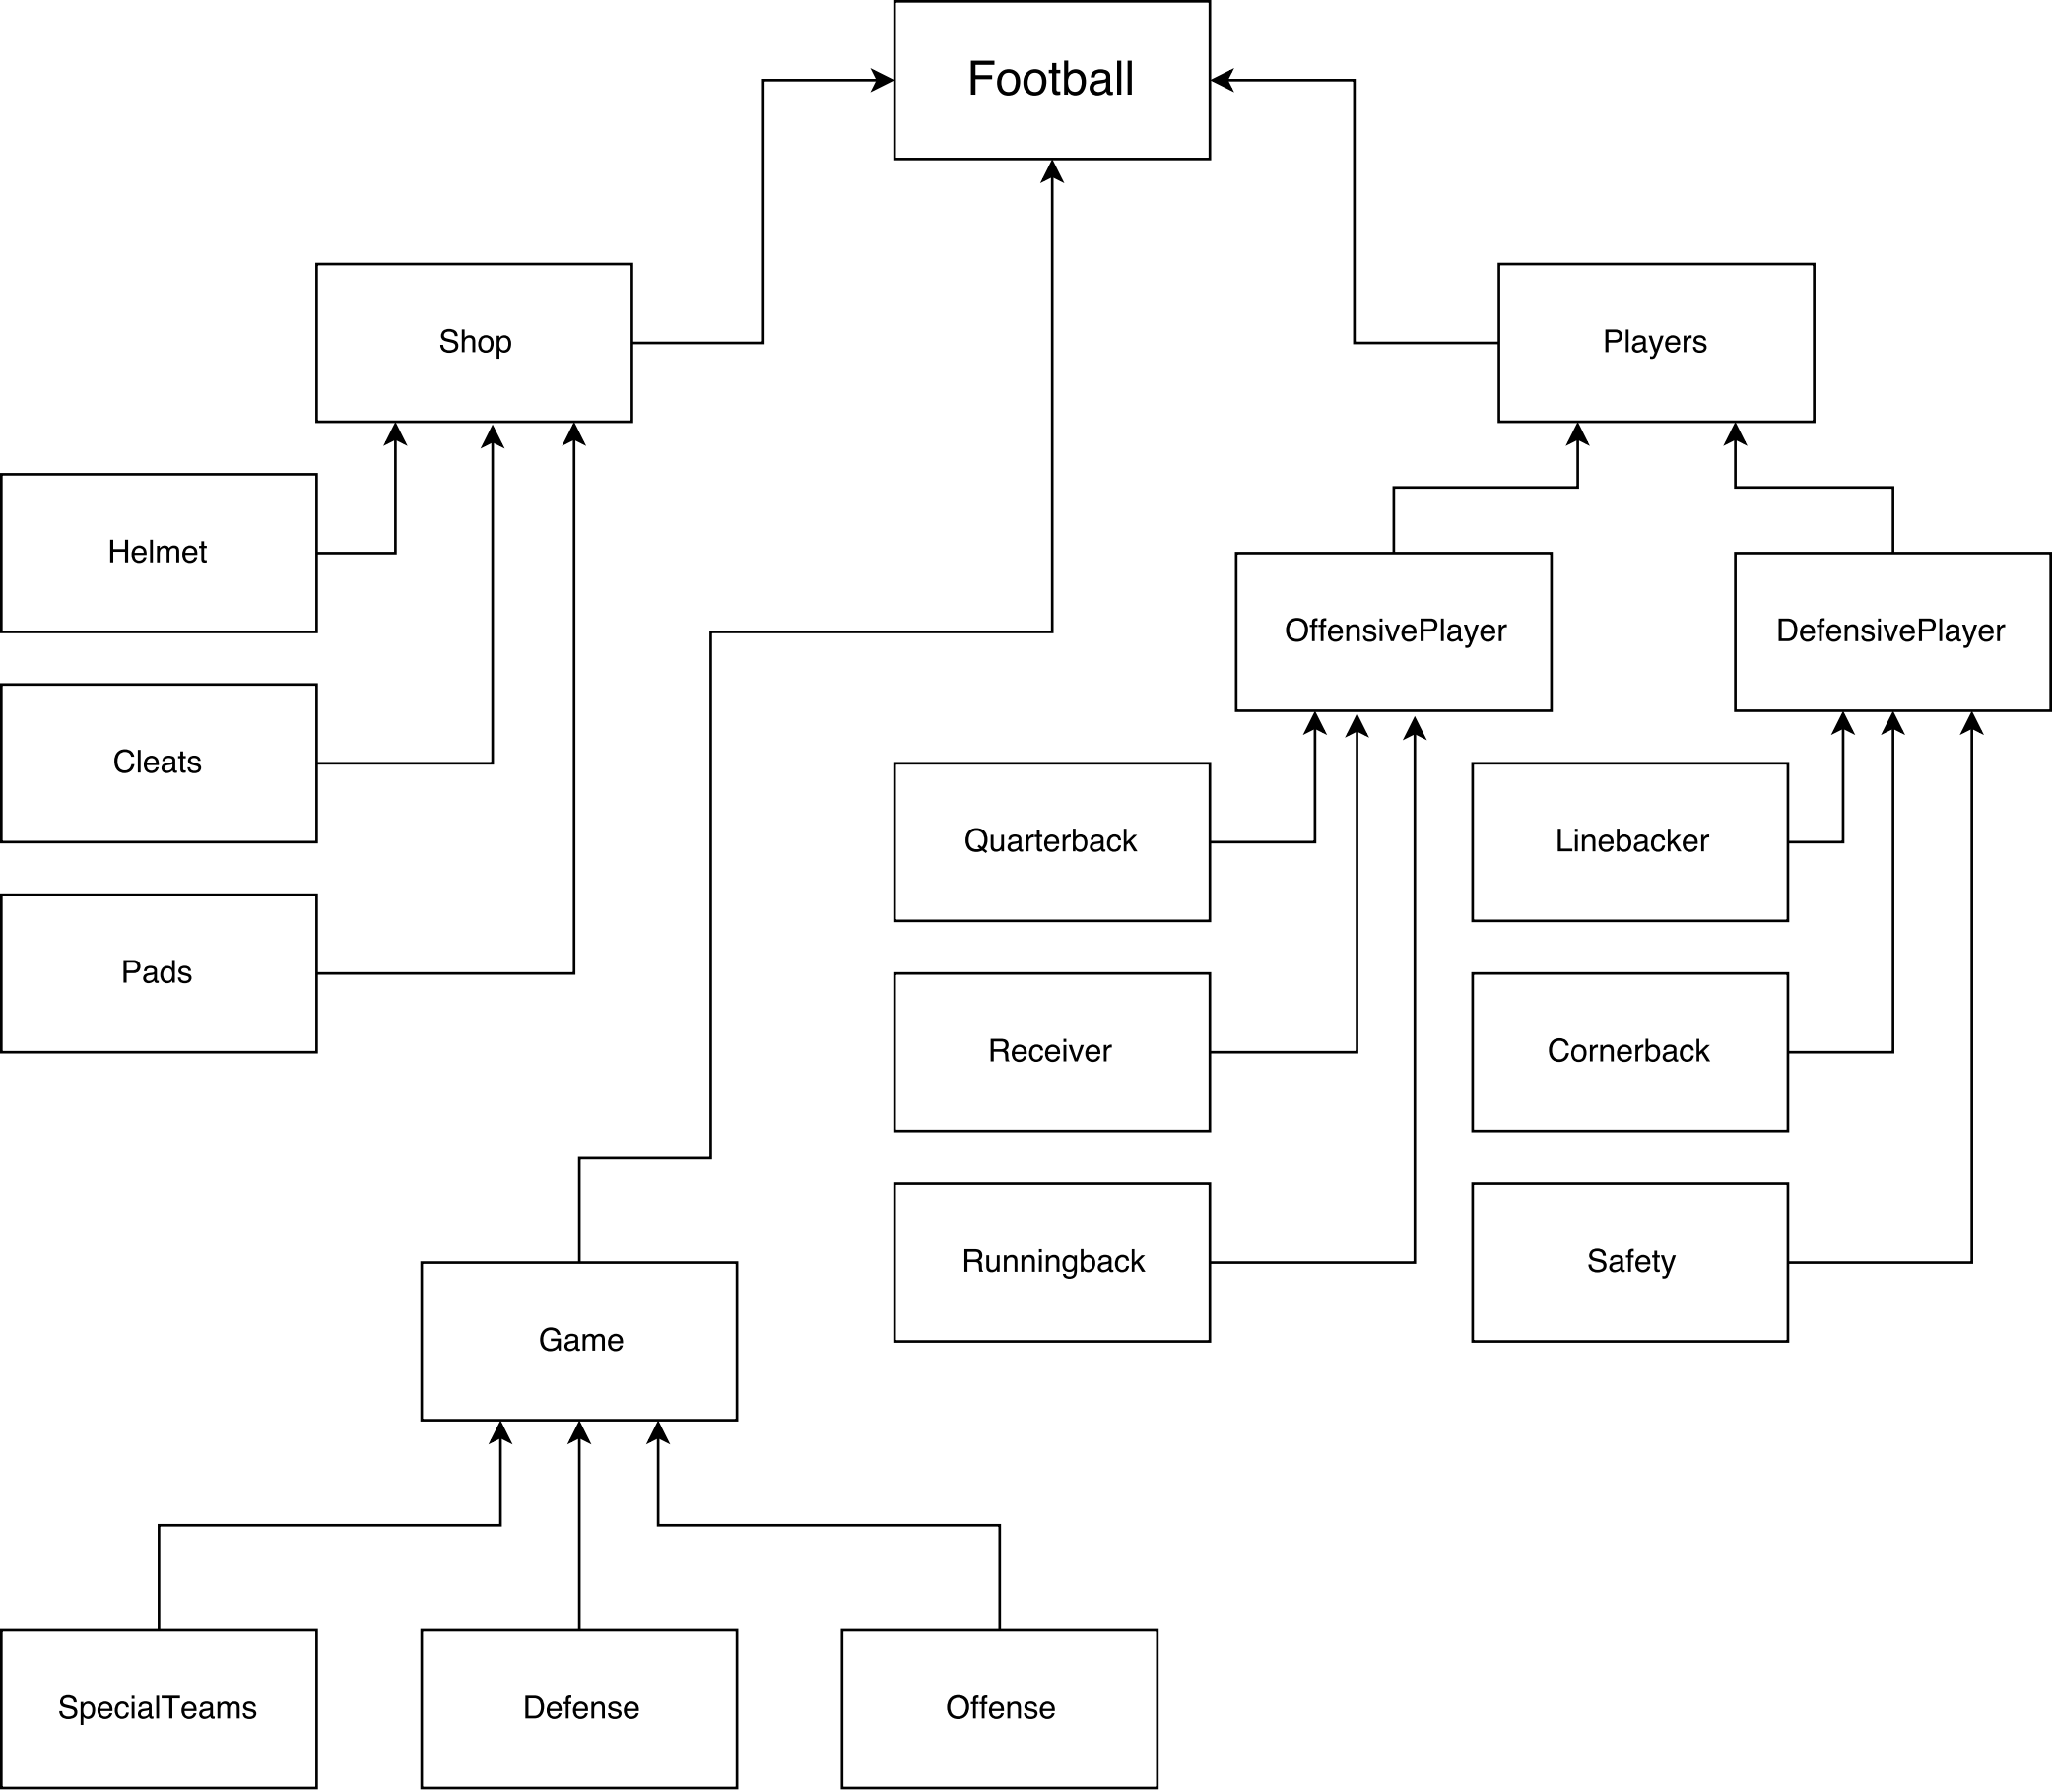 Football
Shop
Players
Helmet
OffensivePlayer
DefensivePlayer
Cleats
Quarterback
Linebacker
Pads
Receiver
Cornerback
Runningback
Safety
Game
SpecialTeams
Defense
Offense